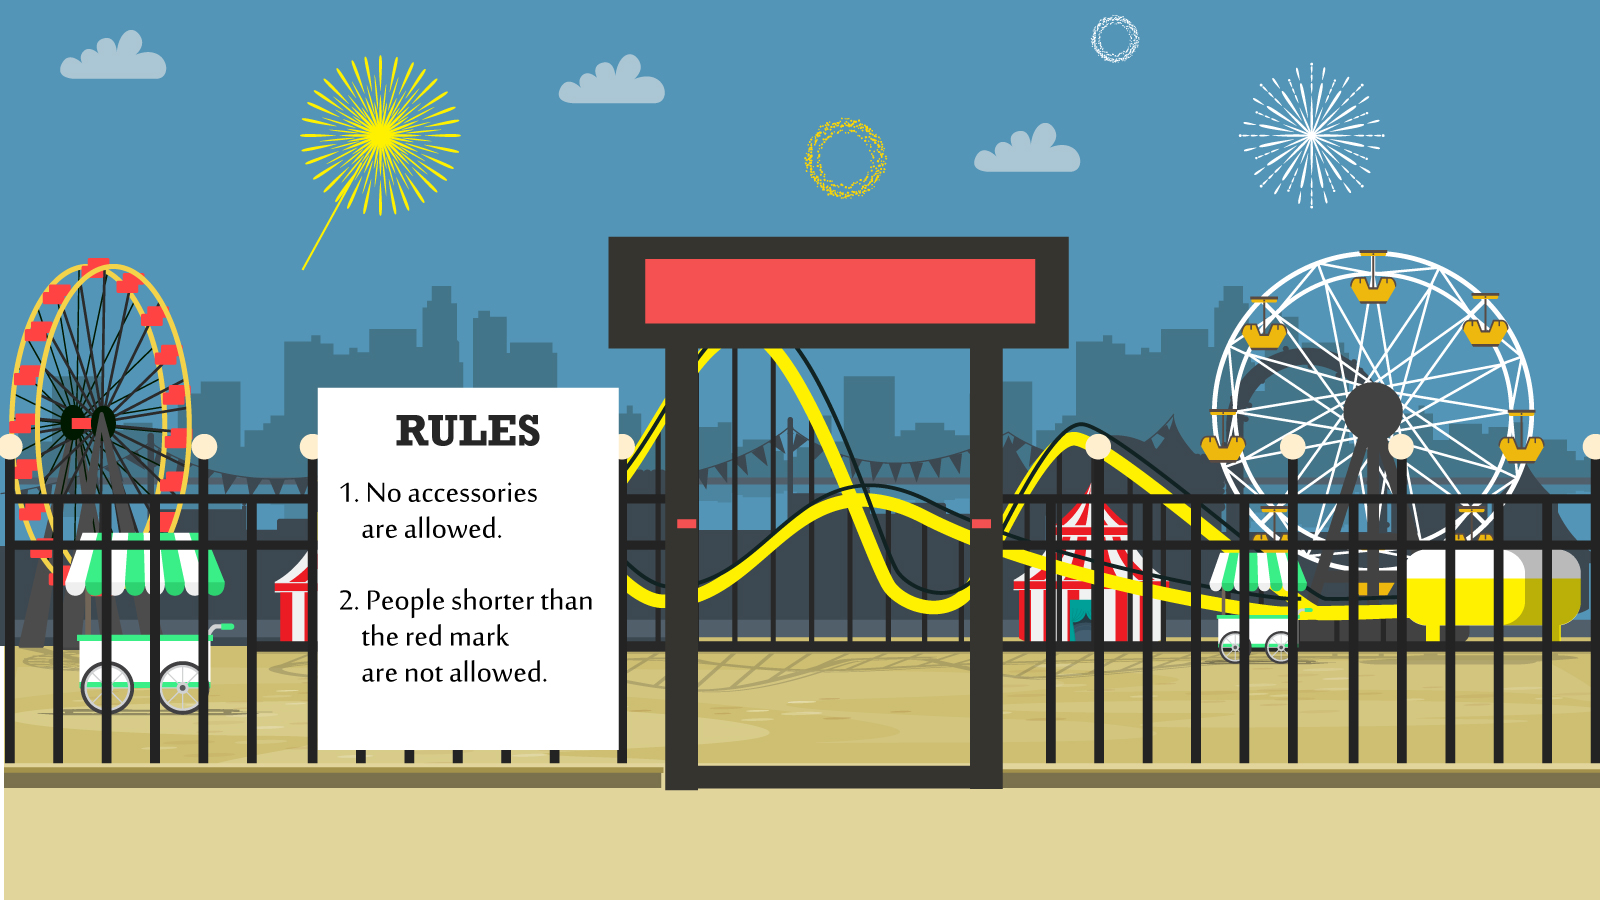 RULES
1. No accessories
are allowed.
2. People shorter than
the red mark
are not allowed.